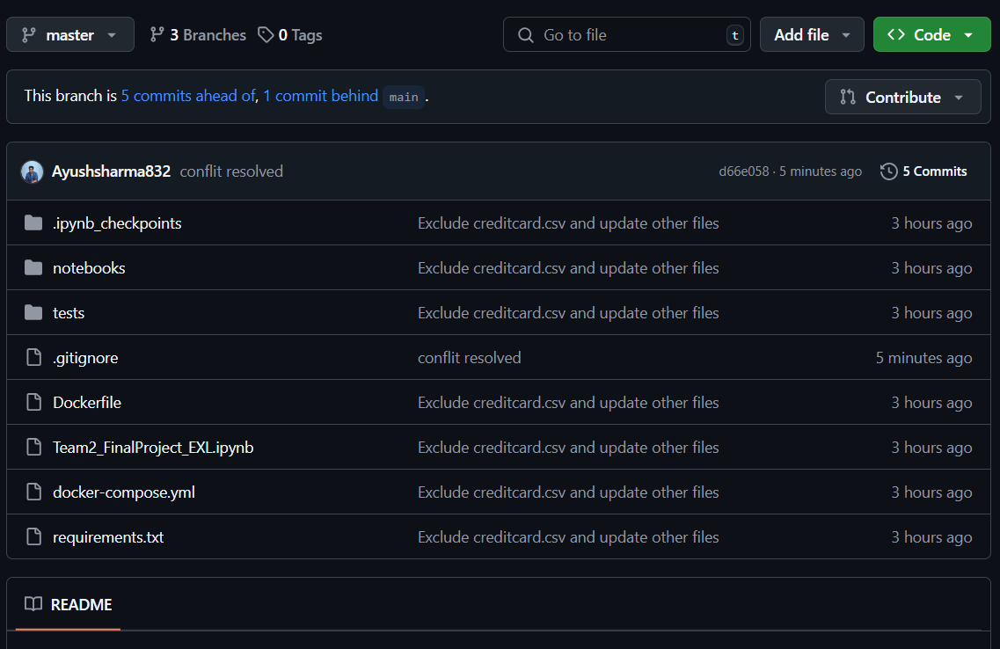 master 3 Branches 0 Tags Go to file t Add file Code
This branch is 5 commits ahead of, 1 commit behind main .
Contribute
Ayushsharma832 conflit resolved d66e058 · 5 minutes ago 5 Commits
.ipynb_checkpoints Exclude creditcard.csv and update other files 3 hours ago
notebooks Exclude creditcard.csv and update other files 3 hours ago
tests Exclude creditcard.csv and update other files 3 hours ago
.gitignore conflit resolved 5 minutes ago
Dockerfile Exclude creditcard.csv and update other files 3 hours ago
Team2_FinalProject_EXL.ipynb Exclude creditcard.csv and update other files 3 hours ago
docker-compose.yml Exclude creditcard.csv and update other files 3 hours ago
requirements.txt Exclude creditcard.csv and update other files 3 hours ago
README